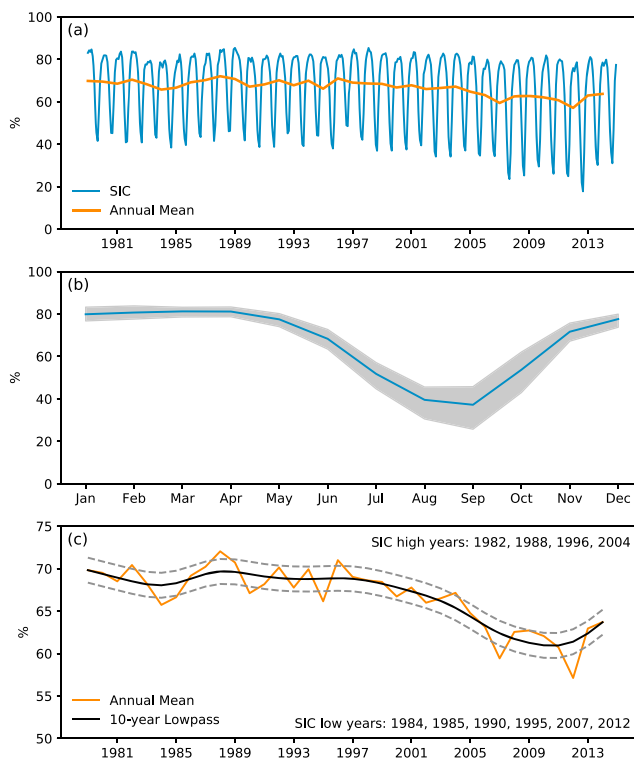 (a)
100
80
60
40
20
0
%
SIC
Annual Mean
1981 1985 1989 1993 1997 2001 2005 2009 2013
(b)
100
80
60
40
20
0
%
Jan Feb Mar Apr May Jun Jul Aug Sep Oct Nov Dec
(c)
75
70
65
60
55
50
%
SIC high years: 1982, 1988, 1996, 2004
Annual Mean
10-year Lowpass
SIC low years: 1984, 1985, 1990, 1995, 2007, 2012
1981 1985 1989 1993 1997 2001 2005 2009 2013